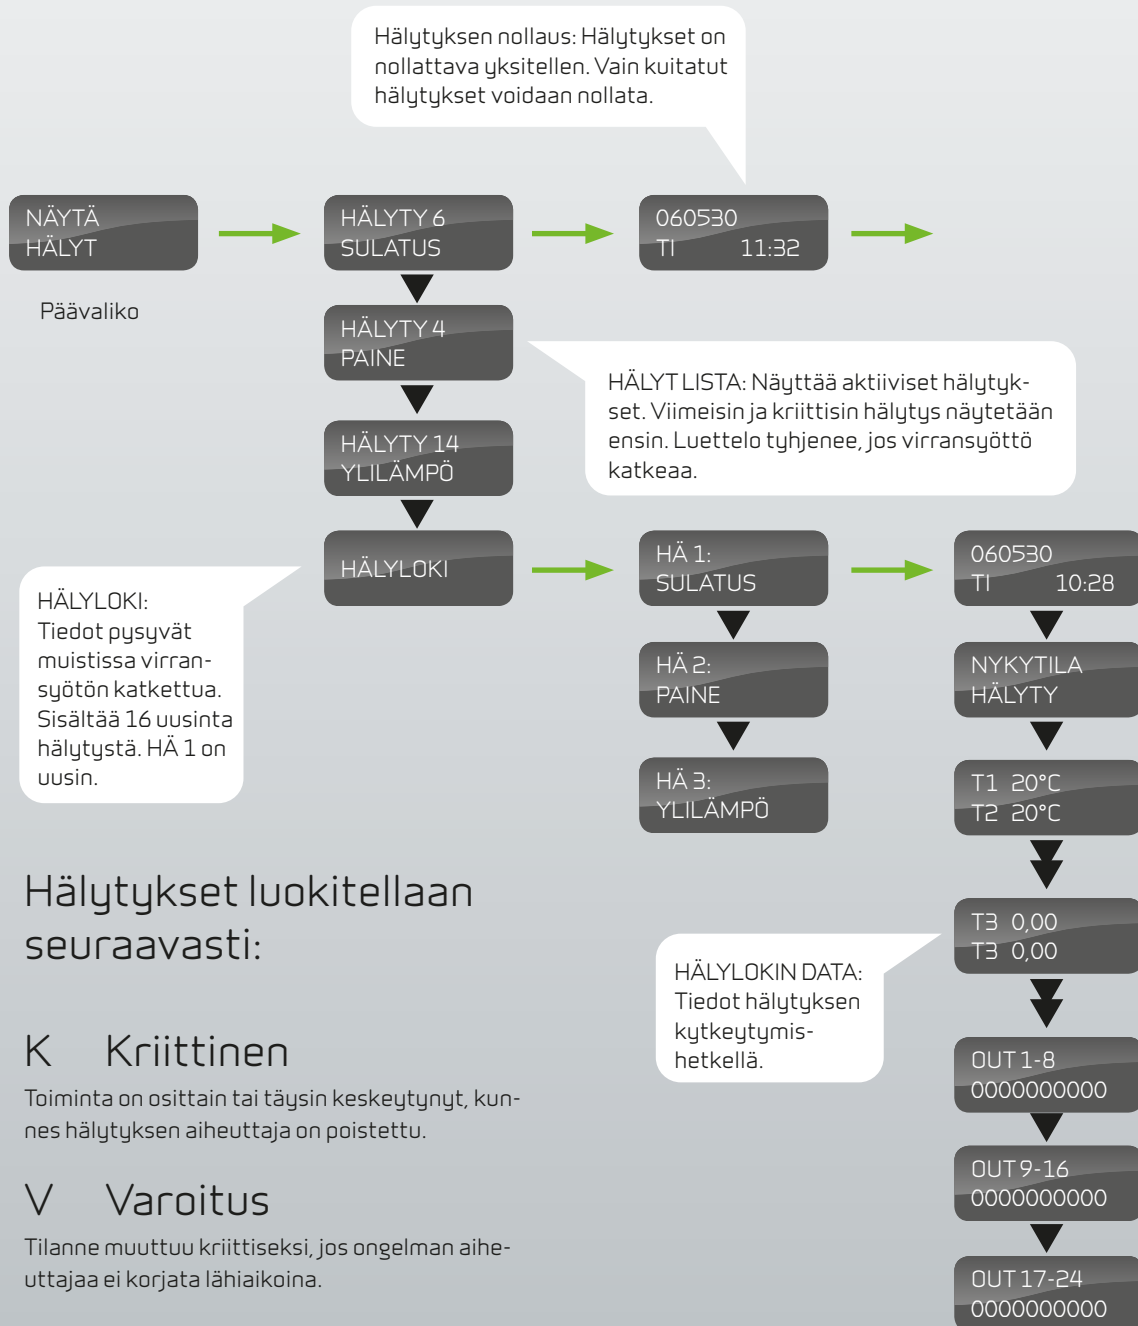 Hälytyksen nollaus: Hälytykset on
nollattava yksitellen. Vain kuitatut
hälytykset voidaan nollata.
NÄYTÄ
HÄLYT
Päävaliko
HÄLYTY 6
SULATUS
060530
TI 11:32
HÄLYTY 4
PAINE
HÄLYT LISTA: Näyttää aktiiviset hälytyk-
set. Viimeisin ja kriittisin hälytys näytetään
ensin. Luettelo tyhjenee, jos virransyöttö
katkeaa.
HÄLYTY 14
YLILÄMPÖ
HÄLYLOKI
HÄLYLOKI:
Tiedot pysyvät
muistissa virran-
syötön katkettua.
Sisältää 16 uusinta
hälytystä. HÄ 1 on
uusin.
HÄ 1:
SULATUS
HÄ 2:
PAINE
HÄ 3:
YLILÄMPÖ
060530
TI 10:28
NYKYTILA
HÄLYTY
T1 20°C
T2 20°C
T3 0,00
T3 0,00
HÄLYLOKIN DATA:
Tiedot hälytyksen
kytkeytymis-
hetkellä.
OUT 1-8
0000000000
OUT 9-16
0000000000
OUT 17-24
0000000000
Hälytykset luokitellaan
seuraavasti:
K Kriittinen
Toiminta on osittain tai täysin keskeytynyt, kun-
nes hälytyksen aiheuttaja on poistettu.
V Varoitus
Tilanne muuttuu kriittiseksi, jos ongelman aihe-
uttajaa ei korjata lähiaikoina.